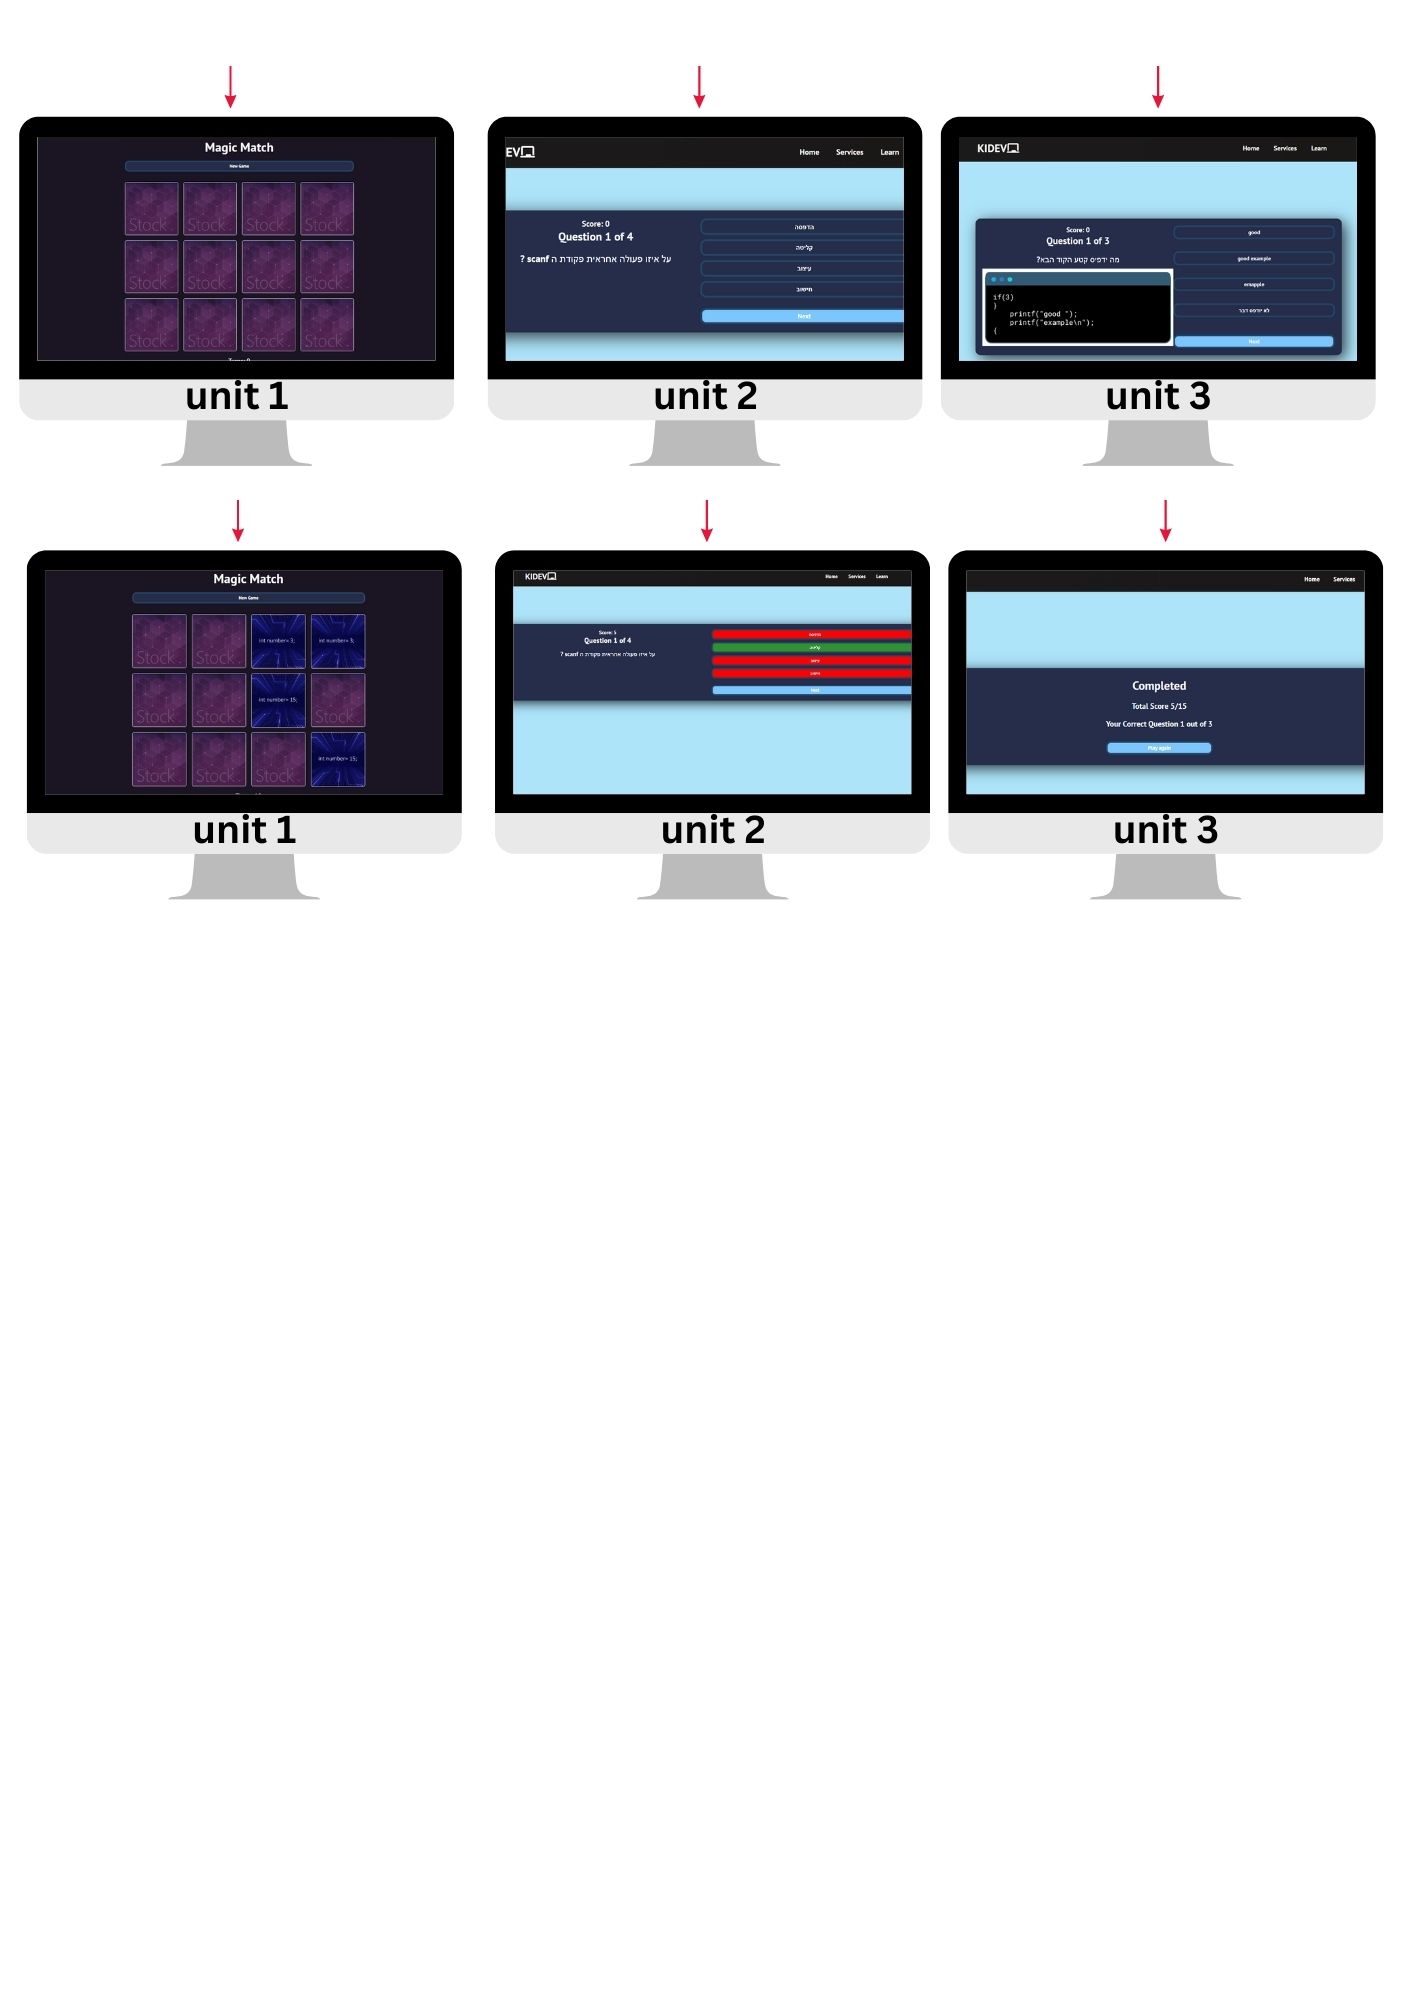 Magic Match
New Game
Stock
Stock
Stock
Stock
Stock
Stock
Stock
Stock
Stock
Stock
Stock
Stock
unit 1
EV
Home Services Learn
Score: 0
Question 1 of 4
על איזו פעולה אחראית פקודת ה scanf ?
הדפסה
קליטה
עיצוב
חישוב
Next
unit 2
KIDEV
Home Services Learn
Score: 0
Question 1 of 3
מה ידפיס קטע הקוד הבא?
if(3)
}
printf("good ");
printf("example\n");
{
good
good example
emapple
לא יודפס דבר
Next
unit 3
Magic Match
New Game
Stock
Stock
int number= 3;
int number= 3;
Stock
Stock
int number= 15;
Stock
Stock
Stock
Stock
int number= 15;
unit 1
KIDEV
Home Services Learn
Score: 5
Question 1 of 4
על איזו פעולה אחראית פקודת ה scanf ?
הדפסה
קליטה
עיצוב
חישוב
Next
unit 2
Home Services
Completed
Total Score 5/15
Your Correct Question 1 out of 3
Play again
unit 3